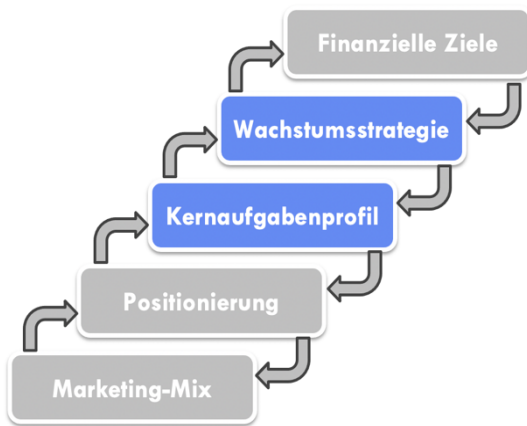 Finanzielle Ziele
Wachstumsstrategie
Kernaufgabenprofil
Positionierung
Marketing-Mix